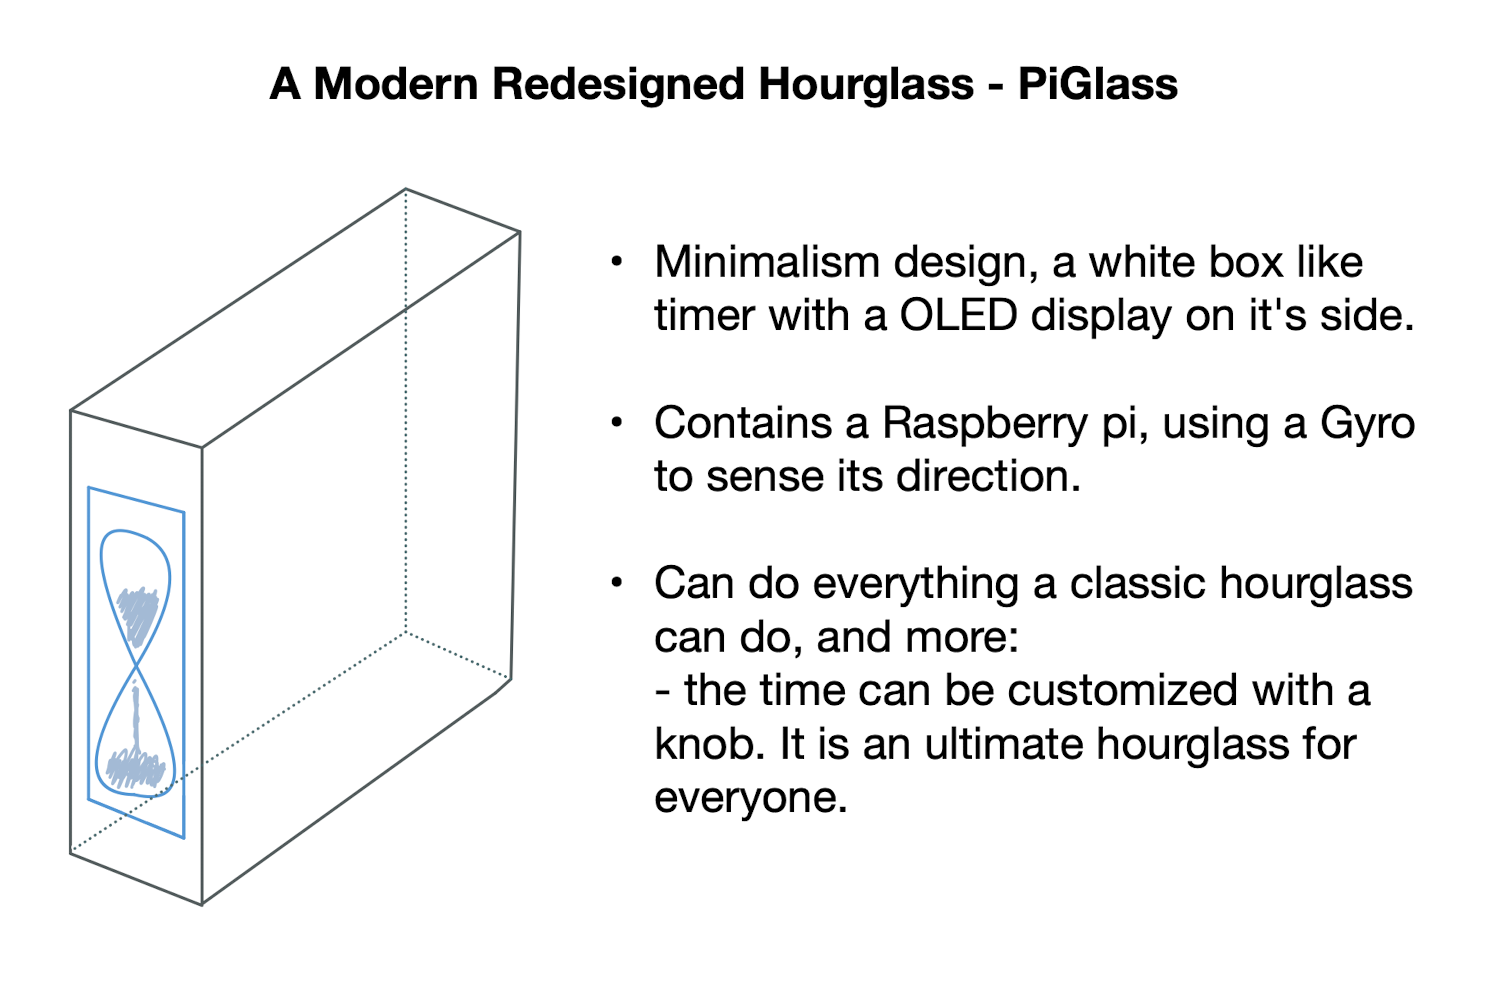 A Modern Redesigned Hourglass - PiGlass
• Minimalism design, a white box like
timer with a OLED display on it's side.
• Contains a Raspberry pi, using a Gyro
to sense its direction.
• Can do everything a classic hourglass
can do, and more:
- the time can be customized with a
knob. It is an ultimate hourglass for
everyone.